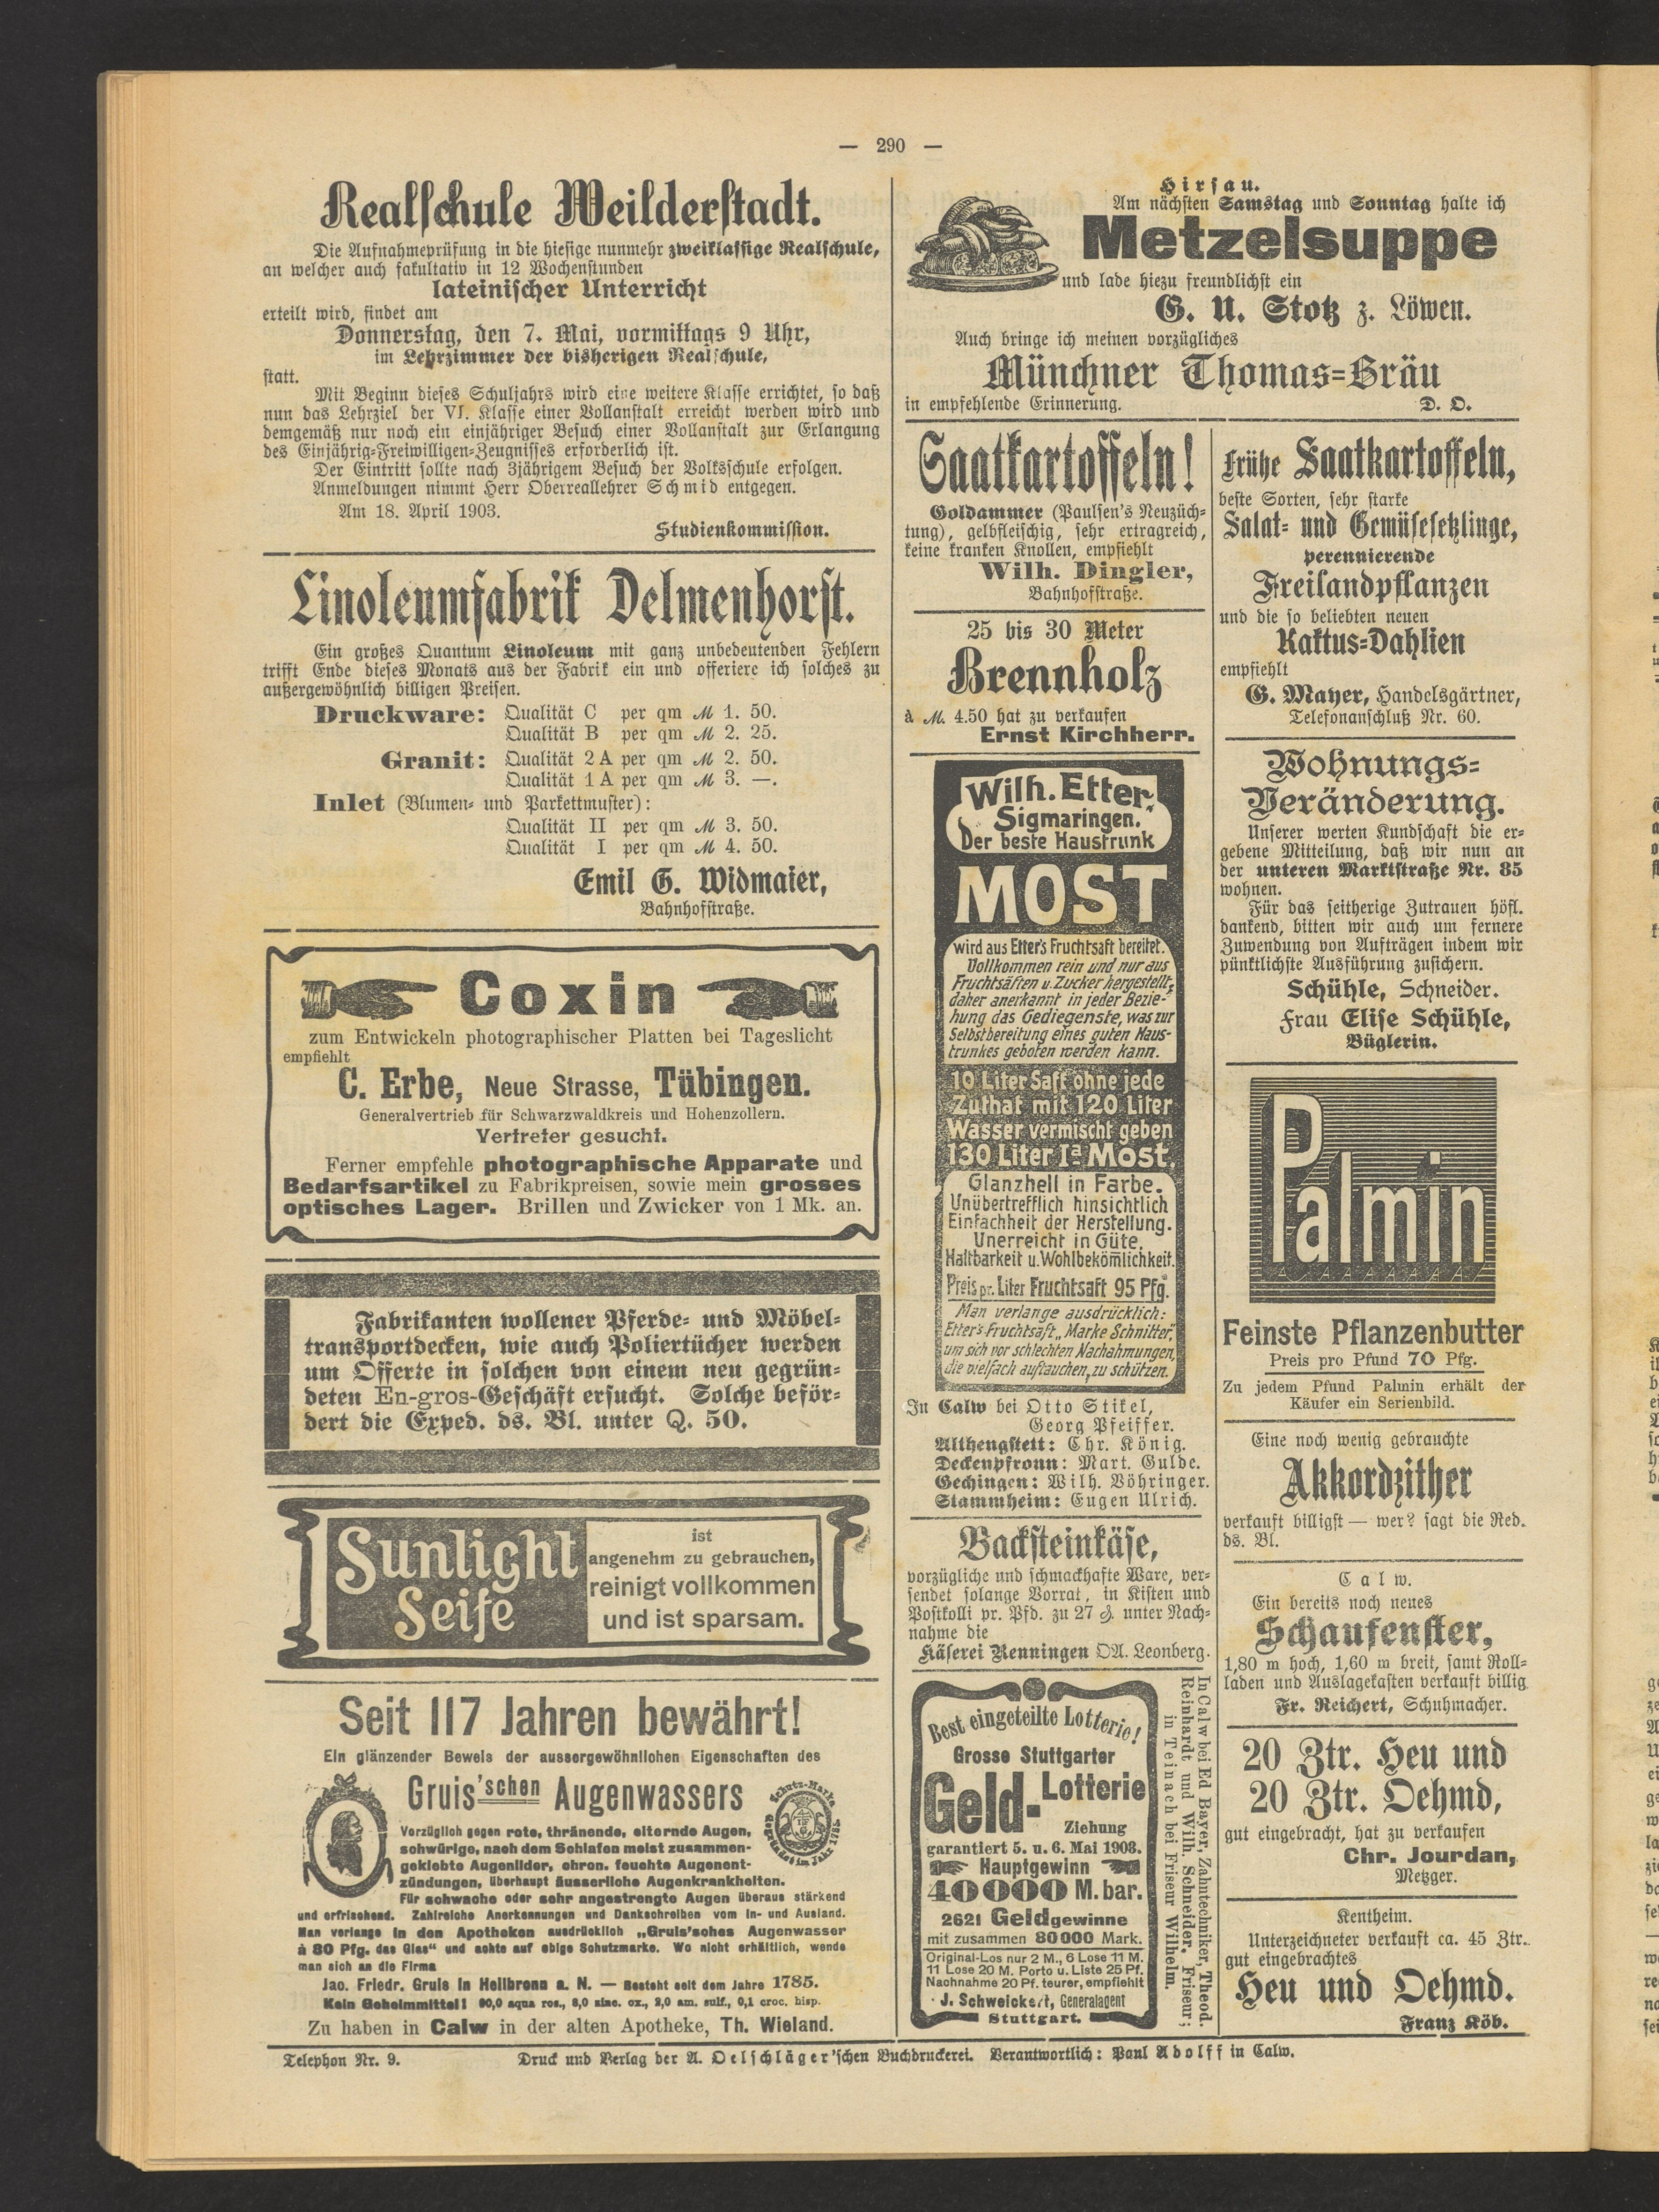 — 290 —
Realschule Weilderstadt.
Die Aufnahmeprüfung in die hiesige nunmehr zweiklassige Realschule,
an welcher auch fakultativ in 12 Wochenstunden
lateinischer Unterricht
erteilt wird, findet am
Donnerstag, den 7. Mai, vormittags 9 Uhr,
im Lehrzimmer der bisherigen Realschule,
statt.
Mit Beginn dieses Schuljahrs wird eine weitere Klasse errichtet, so daß
nun das Lehrziel der VI. Klasse einer Vollanstalt erreicht werden wird und
demgemäß nur noch ein einjähriger Besuch einer Vollanstalt zur Erlangung
des Einjährig-Freiwilligen-Zeugnisses erforderlich ist.
Der Eintritt sollte nach 3jährigem Besuch der Volksschule erfolgen.
Anmeldungen nimmt Herr Oberreallehrer Schmid entgegen.
Am 18. April 1903.
Studienkommission.
Linoleumfabrik Delmenhorst.
Ein großes Quantum Linoleum mit ganz unbedeutenden Fehlern
trifft Ende dieses Monats aus der Fabrik ein und offeriere ich solches zu
außergewöhnlich billigen Preisen.
Druckware: Qualität C per qm M 1. 50.
Qualität B per qm M 2. 25.
Granit: Qualität 2 A per qm M 2. 50.
Qualität 1 A per qm M 3. —.
Inlet (Blumen- und Parkettmuster):
Qualität II per qm M 3. 50.
Qualität I per qm M 4. 50.
Emil G. Widmaier,
Bahnhofstraße.
Coxin
zum Entwickeln photographischer Platten bei Tageslicht
empfiehlt
C. Erbe, Neue Strasse, Tübingen.
Generalvertrieb für Schwarzwaldkreis und Hohenzollern.
Vertreter gesucht.
Ferner empfehle photographische Apparate und
Bedarfsartikel zu Fabrikpreisen, sowie mein grosses
optisches Lager. Brillen und Zwicker von 1 Mk. an.
Fabrikanten wollener Pferde- und Möbel-
transportdecken, wie auch Poliertücher werden
um Offerte in solchen von einem neu gegrün-
deten En-gros-Geschäft ersucht. Solche beför-
dert die Exped. ds. Bl. unter Q. 50.
Sunlight
Seife
ist
angenehm zu gebrauchen,
reinigt vollkommen
und ist sparsam.
Seit 117 Jahren bewährt!
Ein glänzender Beweis der aussergewöhnlichen Eigenschaften des
Gruis'schen Augenwassers
Schutz-Marke
Gegründet im Jahr 1785.
Vorzüglich gegen rote, thränende, eiternde Augen,
schwürige, nach dem Schlafen meist zusammen-
geklebte Augenlider, chron. feuchte Augenent-
zündungen, überhaupt äusserliche Augenkrankheiten.
Für schwache oder sehr angestrengte Augen überaus stärkend
und erfrischend. Zahlreiche Anerkennungen und Dankschreiben vom In- und Ausland.
Man verlange in den Apotheken ausdrücklich „Gruis'sches Augenwasser
à 80 Pfg. das Glas“ und achte auf obige Schutzmarke. Wo nicht erhältlich, wende
man sich an die Firma
Jac. Friedr. Gruis in Heilbronn a. N. — Besteht seit dem Jahre 1785.
Kein Geheimmittel! 90,0 aqua ros., 8,0 zinc. ox., 2,0 am. sulf., 0,1 croc. hisp.
Zu haben in Calw in der alten Apotheke, Th. Wieland.
Hirsau.
Am nächsten Samstag und Sonntag halte ich
Metzelsuppe
und lade hiezu freundlichst ein
G. U. Stotz z. Löwen.
Auch bringe ich meinen vorzügliches
Münchner Thomas-Bräu
in empfehlende Erinnerung.
D. O.
Saatkartoffeln!
Goldammer (Paulsen's Neuzüch-
tung), gelbfleischig, sehr ertragreich,
keine kranken Knollen, empfiehlt
Wilh. Dingler,
Bahnhofstraße.
25 bis 30 Meter
Brennholz
à M. 4.50 hat zu verkaufen
Ernst Kirchherr.
Wilh. Etter,
Sigmaringen.
Der beste Haustrunk
MOST
wird aus Etter's Fruchtsaft bereitet.
Vollkommen rein und nur aus
Fruchtsäften u. Zucker hergestellt,
daher anerkannt in jeder Bezie-
hung das Gediegenste, was zur
Selbstbereitung eines guten Haus-
trunkes geboten werden kann.
10 Liter Saft ohne jede
Zuthat mit 120 Liter
Wasser vermischt geben
130 Liter Ia Most.
Glanzhell in Farbe.
Unübertrefflich hinsichtlich
Einfachheit der Herstellung.
Unerreicht in Güte,
Haltbarkeit u. Wohlbeköm̄lichkeit.
Preis pr. Liter Fruchtsaft 95 Pfg.
Man verlange ausdrücklich:
Etter's Fruchtsaft „Marke Schnitter“,
um sich vor schlechten Nachahmungen,
die vielfach auftauchen, zu schützen.
In Calw bei Otto Stikel,
Georg Pfeiffer.
Althengstett: Chr. König.
Deckenpfronn: Mart. Gulde.
Gechingen: Wilh. Böhringer.
Stammheim: Eugen Ulrich.
Backsteinkäse,
vorzügliche und schmackhafte Ware, ver-
sendet solange Vorrat, in Kisten und
Postkolli pr. Pfd. zu 27 ₰. unter Nach-
nahme die
Käserei Renningen OA. Leonberg.
Best eingeteilte Lotterie!
Grosse Stuttgarter
Geld-Lotterie
Ziehung
garantiert 5. u. 6. Mai 1903.
Hauptgewinn
40000 M. bar.
2621 Geldgewinne
mit zusammen 80000 Mark.
Original-Los nur 2 M., 6 Lose 11 M.
11 Lose 20 M. Porto u. Liste 25 Pf.
Nachnahme 20 Pf. teurer, empfiehlt
J. Schweickert, Generalagent
Stuttgart.
In Calw bei Ed Bayer, Zahntechniker, Theod.
Reinhardt und Wilh. Schneider, Friseur;
in Teinach bei Friseur Wilhelm.
Frühe Saatkartoffeln,
beste Sorten, sehr starke
Salat- und Gemüsesetzlinge,
perennierende
Freilandpflanzen
und die so beliebten neuen
Kaktus-Dahlien
empfiehlt
G. Mayer, Handelsgärtner,
Telefonanschluß Nr. 60.
Wohnungs-
Veränderung.
Unserer werten Kundschaft die er-
gebene Mitteilung, daß wir nun an
der unteren Marktstraße Nr. 85
wohnen.
Für das seitherige Zutrauen höfl.
dankend, bitten wir auch um fernere
Zuwendung von Aufträgen indem wir
pünktlichste Ausführung zusichern.
Schühle, Schneider.
Frau Elise Schühle,
Büglerin.
Palmin
Feinste Pflanzenbutter
Preis pro Pfund 70 Pfg.
Zu jedem Pfund Palmin erhält der
Käufer ein Serienbild.
Eine noch wenig gebrauchte
Akkordzither
verkauft billigst — wer? sagt die Red.
ds. Bl.
Calw.
Ein bereits noch neues
Schaufenster,
1,80 m hoch, 1,60 m breit, samt Roll-
laden und Auslagekasten verkauft billig
Fr. Reichert, Schuhmacher.
20 Ztr. Heu und
20 Ztr. Oehmd,
gut eingebracht, hat zu verkaufen
Chr. Jourdan,
Metzger.
Kentheim.
Unterzeichneter verkauft ca. 45 Ztr.
gut eingebrachtes
Heu und Oehmd.
Franz Köb.
Telephon Nr. 9.
Druck und Verlag der A. Oelschläger'schen Buchdruckerei. Verantwortlich: Paul Adolff in Calw.